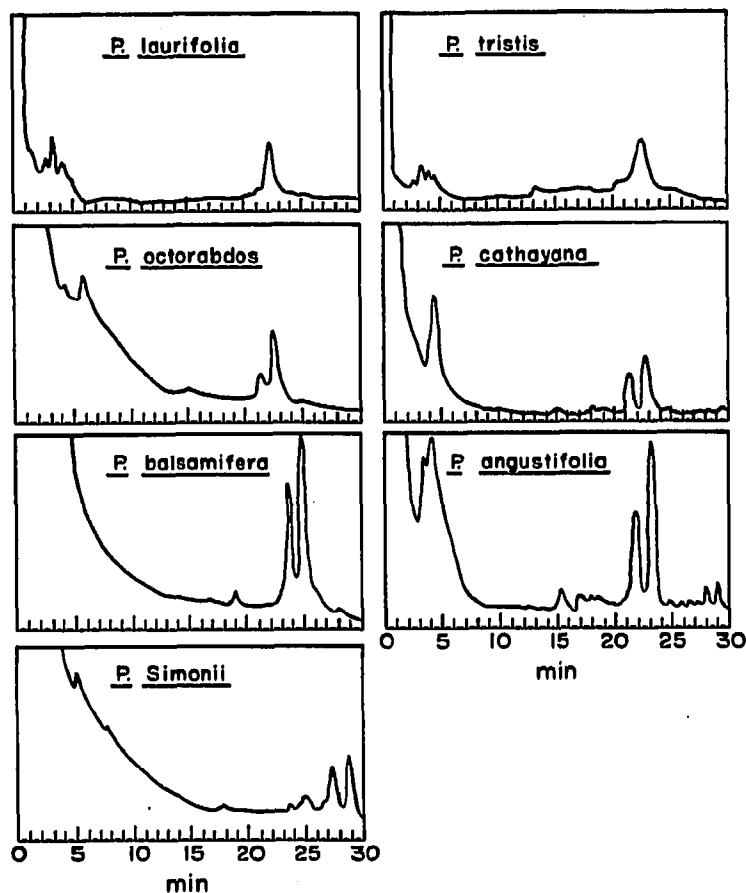 P. laurifolia
P. tristis
P. octorabdos
P. cathayana
P. balsamifera
P. angustifolia
0 5 10 15 20 25 30
min
P. Simonii
0 5 10 15 20 25 30
min